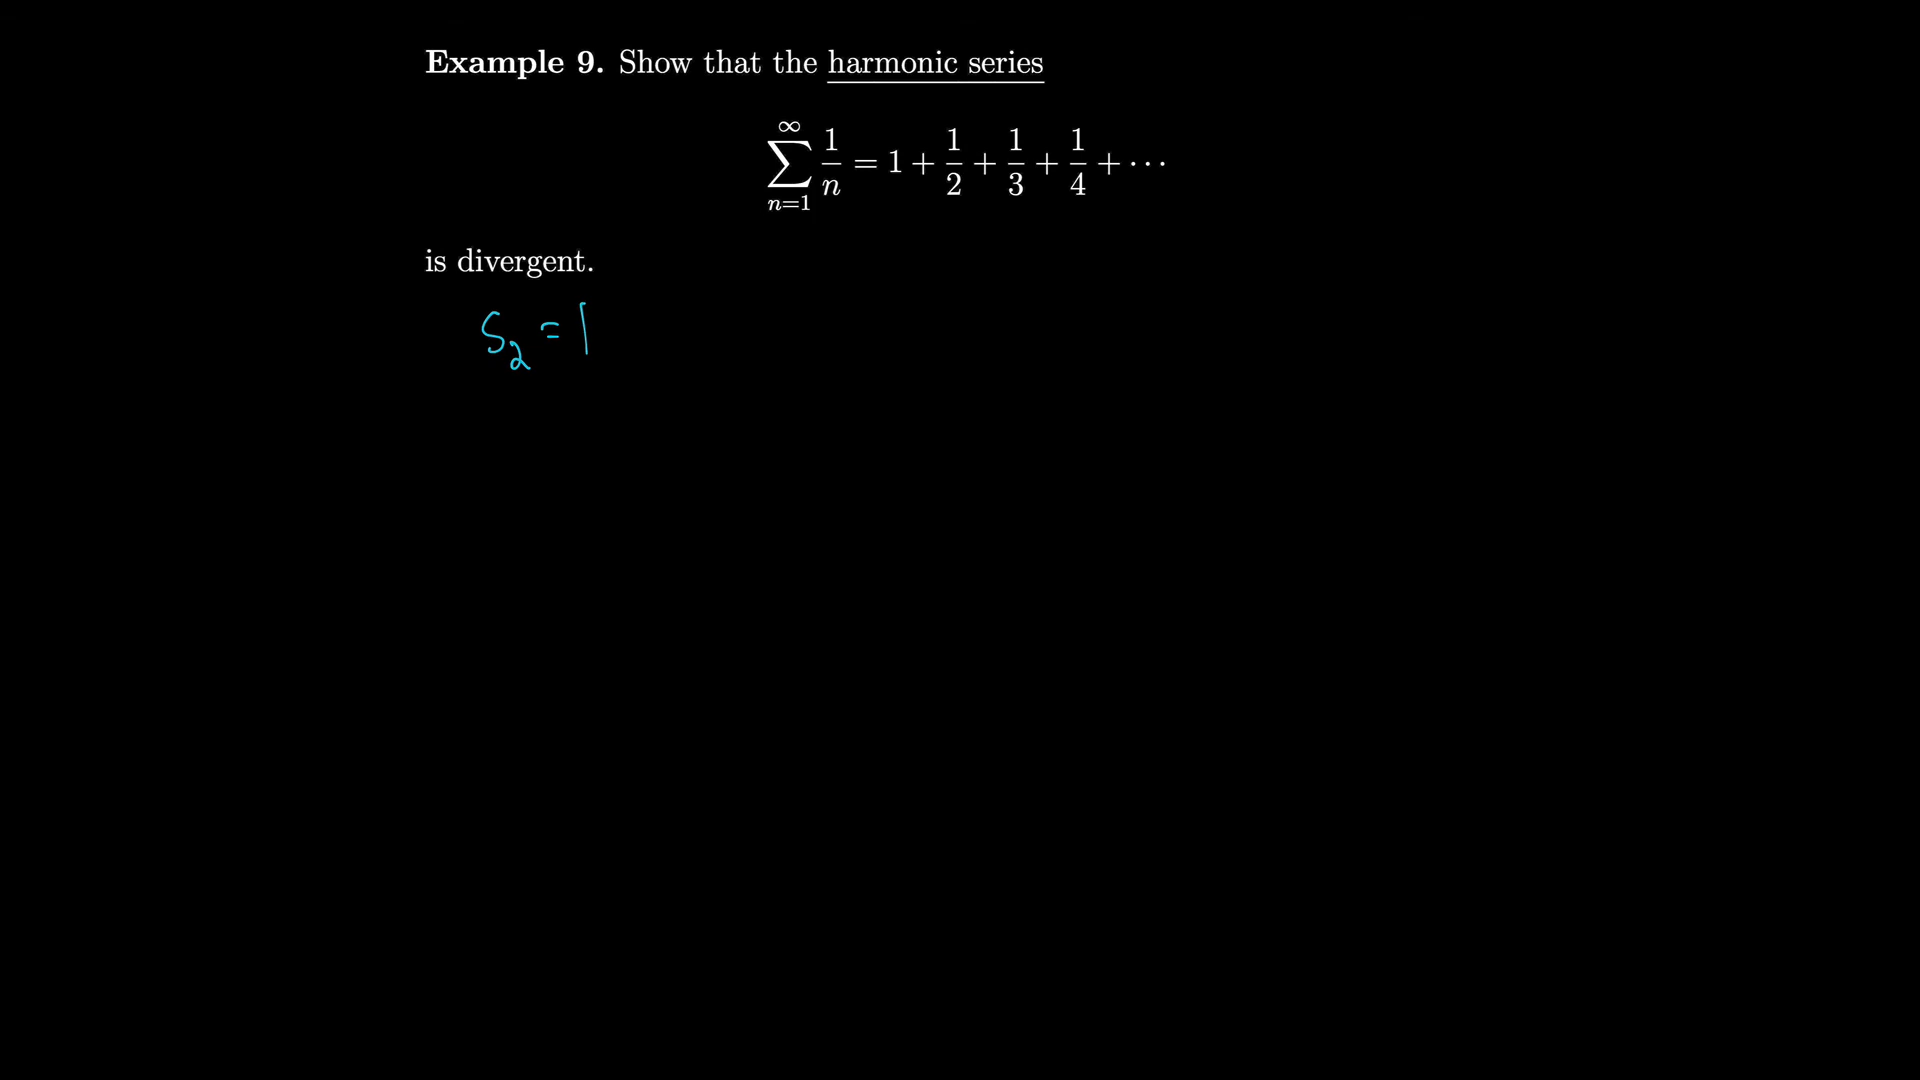 Example 9. Show that the harmonic series
∑_{n=1}^{∞} 1/n = 1 + 1/2 + 1/3 + 1/4 + ⋯
is divergent.
S₂ = 1